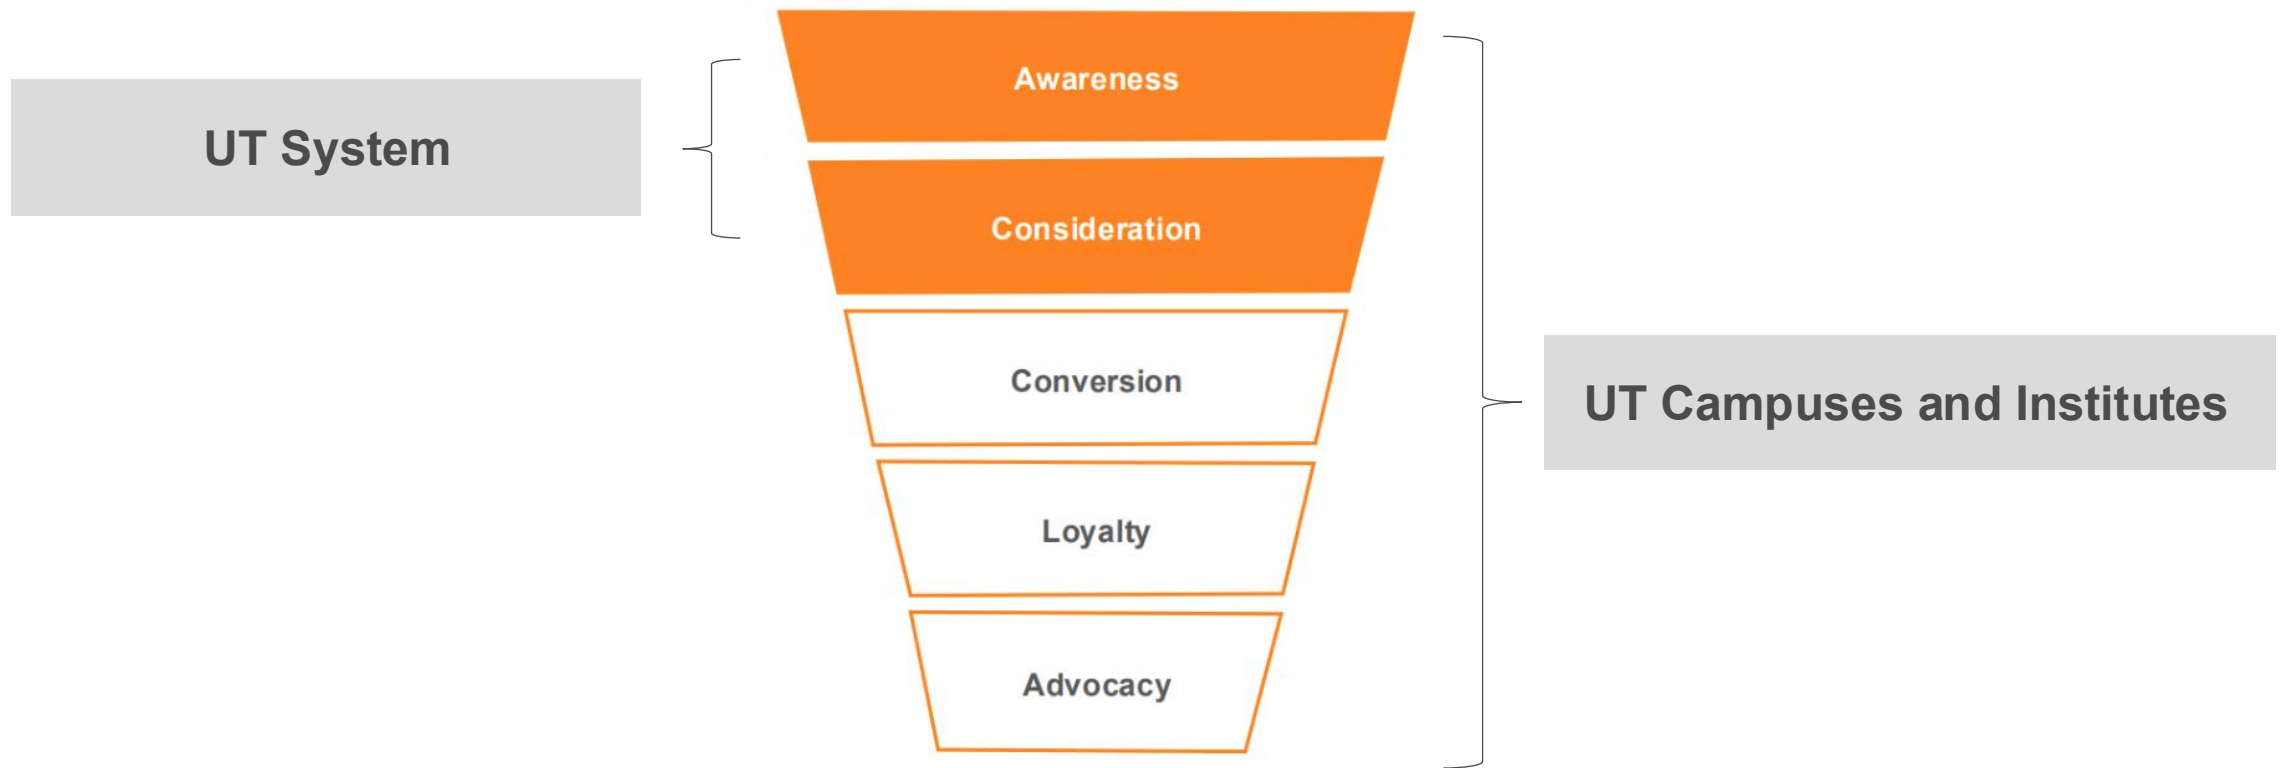 UT System
Awareness
Consideration
Conversion
Loyalty
Advocacy
UT Campuses and Institutes